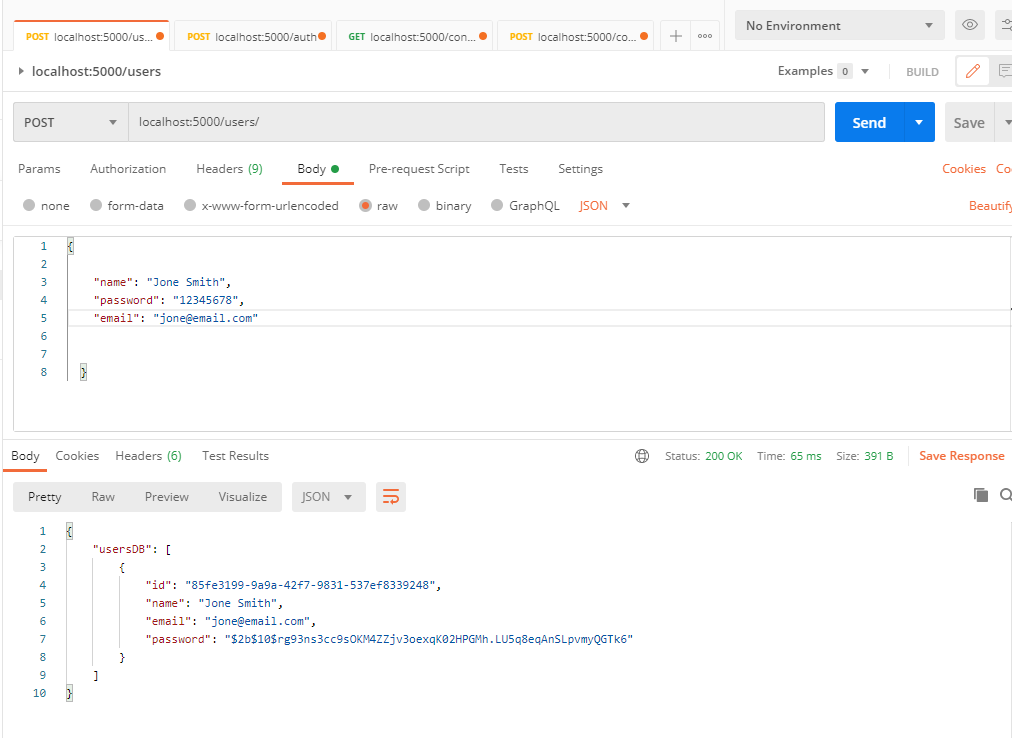 POST localhost:5000/us... POST localhost:5000/auth GET localhost:5000/con... POST localhost:5000/co... No Environment
localhost:5000/users Examples 0 BUILD
POST localhost:5000/users/ Send Save
Params Authorization Headers (9) Body Pre-request Script Tests Settings Cookies Co
none form-data x-www-form-urlencoded raw binary GraphQL JSON Beautify
1 {
2
3 "name": "Jone Smith",
4 "password": "12345678",
5 "email": "jone@email.com"
6
7
8 }
Body Cookies Headers (6) Test Results Status: 200 OK Time: 65 ms Size: 391 B Save Response
Pretty Raw Preview Visualize JSON
1 {
2 "usersDB": [
3 {
4 "id": "85fe3199-9a9a-42f7-9831-537ef8339248",
5 "name": "Jone Smith",
6 "email": "jone@email.com",
7 "password": "$2b$10$rg93ns3cc9sOKM4ZZjv3oexqK02HPGMh.LU5q8eqAnSLpvmyQGTk6"
8 }
9 ]
10 }